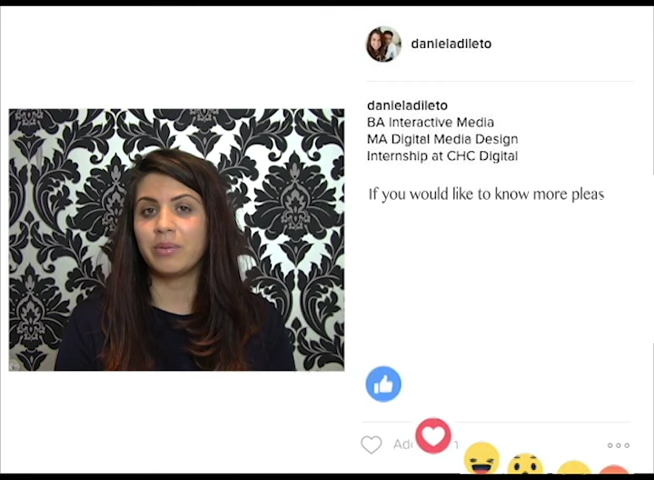 danieladileto
danieladileto
BA Interactive Media
MA Digital Media Design
Internship at CHC Digital
If you would like to know more pleas